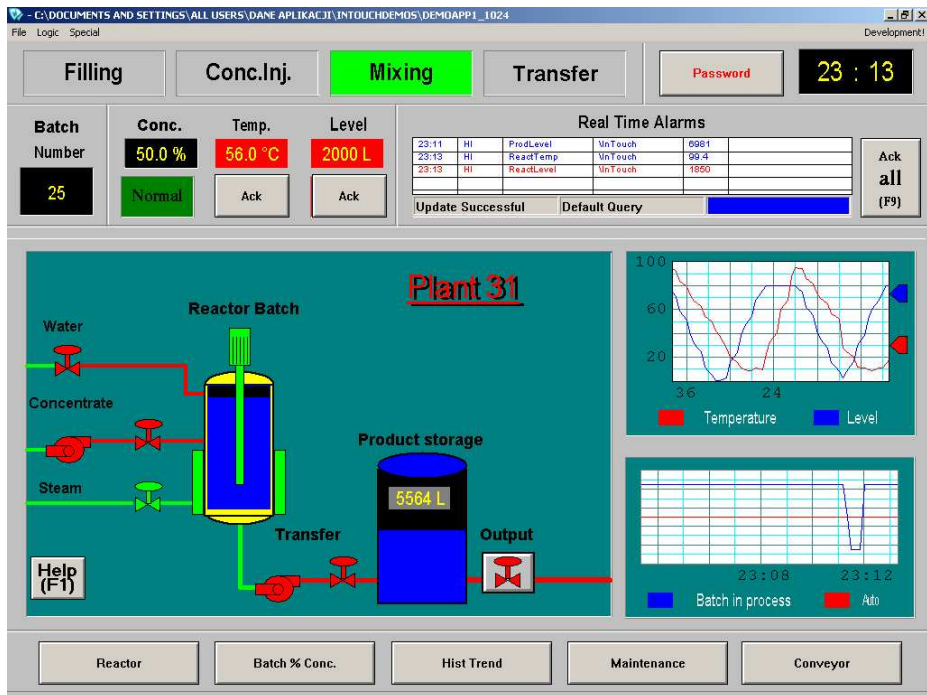 - C:\DOCUMENTS AND SETTINGS\ALL USERS\DANE APLIKACJI\INTOUCHDEMOS\DEMOAPP1_1024
File Logic Special Development!
Filling Conc.Inj. Mixing Transfer Password 23 : 13
Batch
Number
25
Conc. Temp. Level
50.0 % 56.0 °C 2000 L
Normal Ack Ack
Real Time Alarms
23:11 HI ProdLevel \InTouch 6981
23:13 HI ReactTemp \InTouch 99.4
23:13 HI ReactLevel \InTouch 1850
Update Successful Default Query
Ack
all
(F9)
Plant 31
Reactor Batch
Water
Concentrate
Steam
Product storage
5564 L
Transfer
Output
Help
(F1)
100
60
20
36 24
Temperature Level
23:08 23:12
Batch in process Auto
Reactor Batch % Conc. Hist Trend Maintenance Conveyor